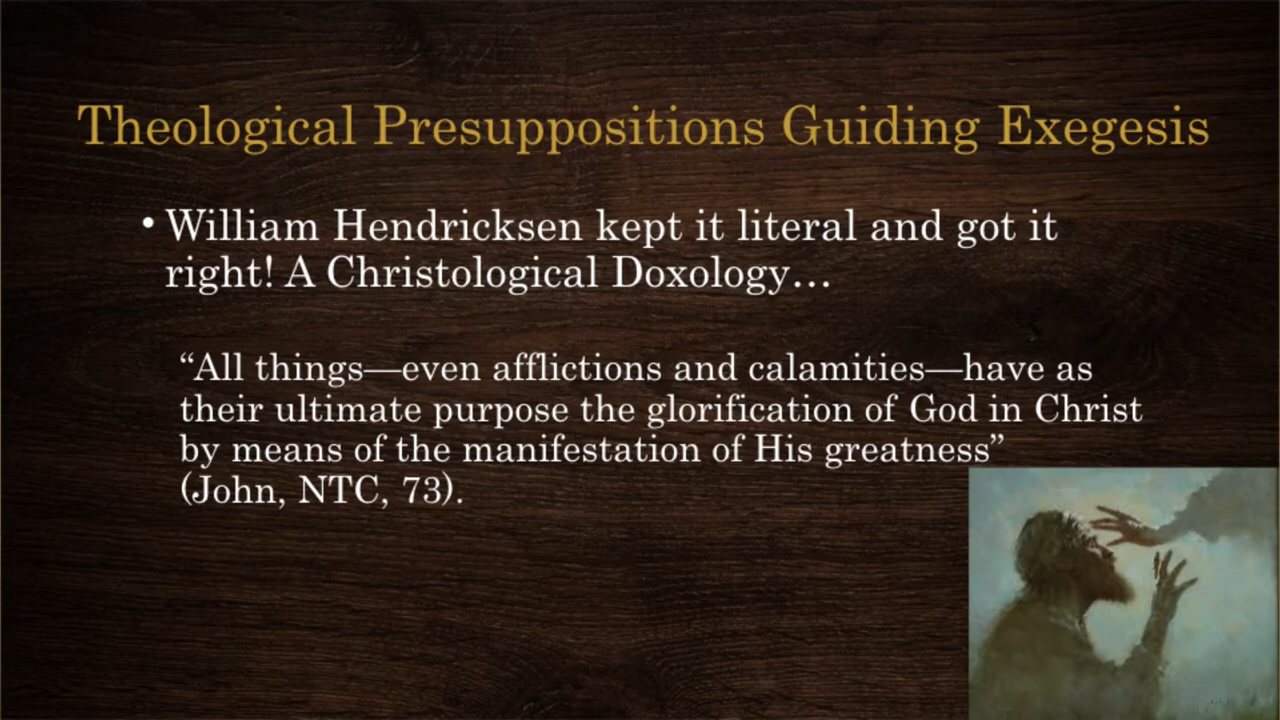 Theological Presuppositions Guiding Exegesis
• William Hendricksen kept it literal and got it
right! A Christological Doxology…
“All things—even afflictions and calamities—have as
their ultimate purpose the glorification of God in Christ
by means of the manifestation of His greatness”
(John, NTC, 73).